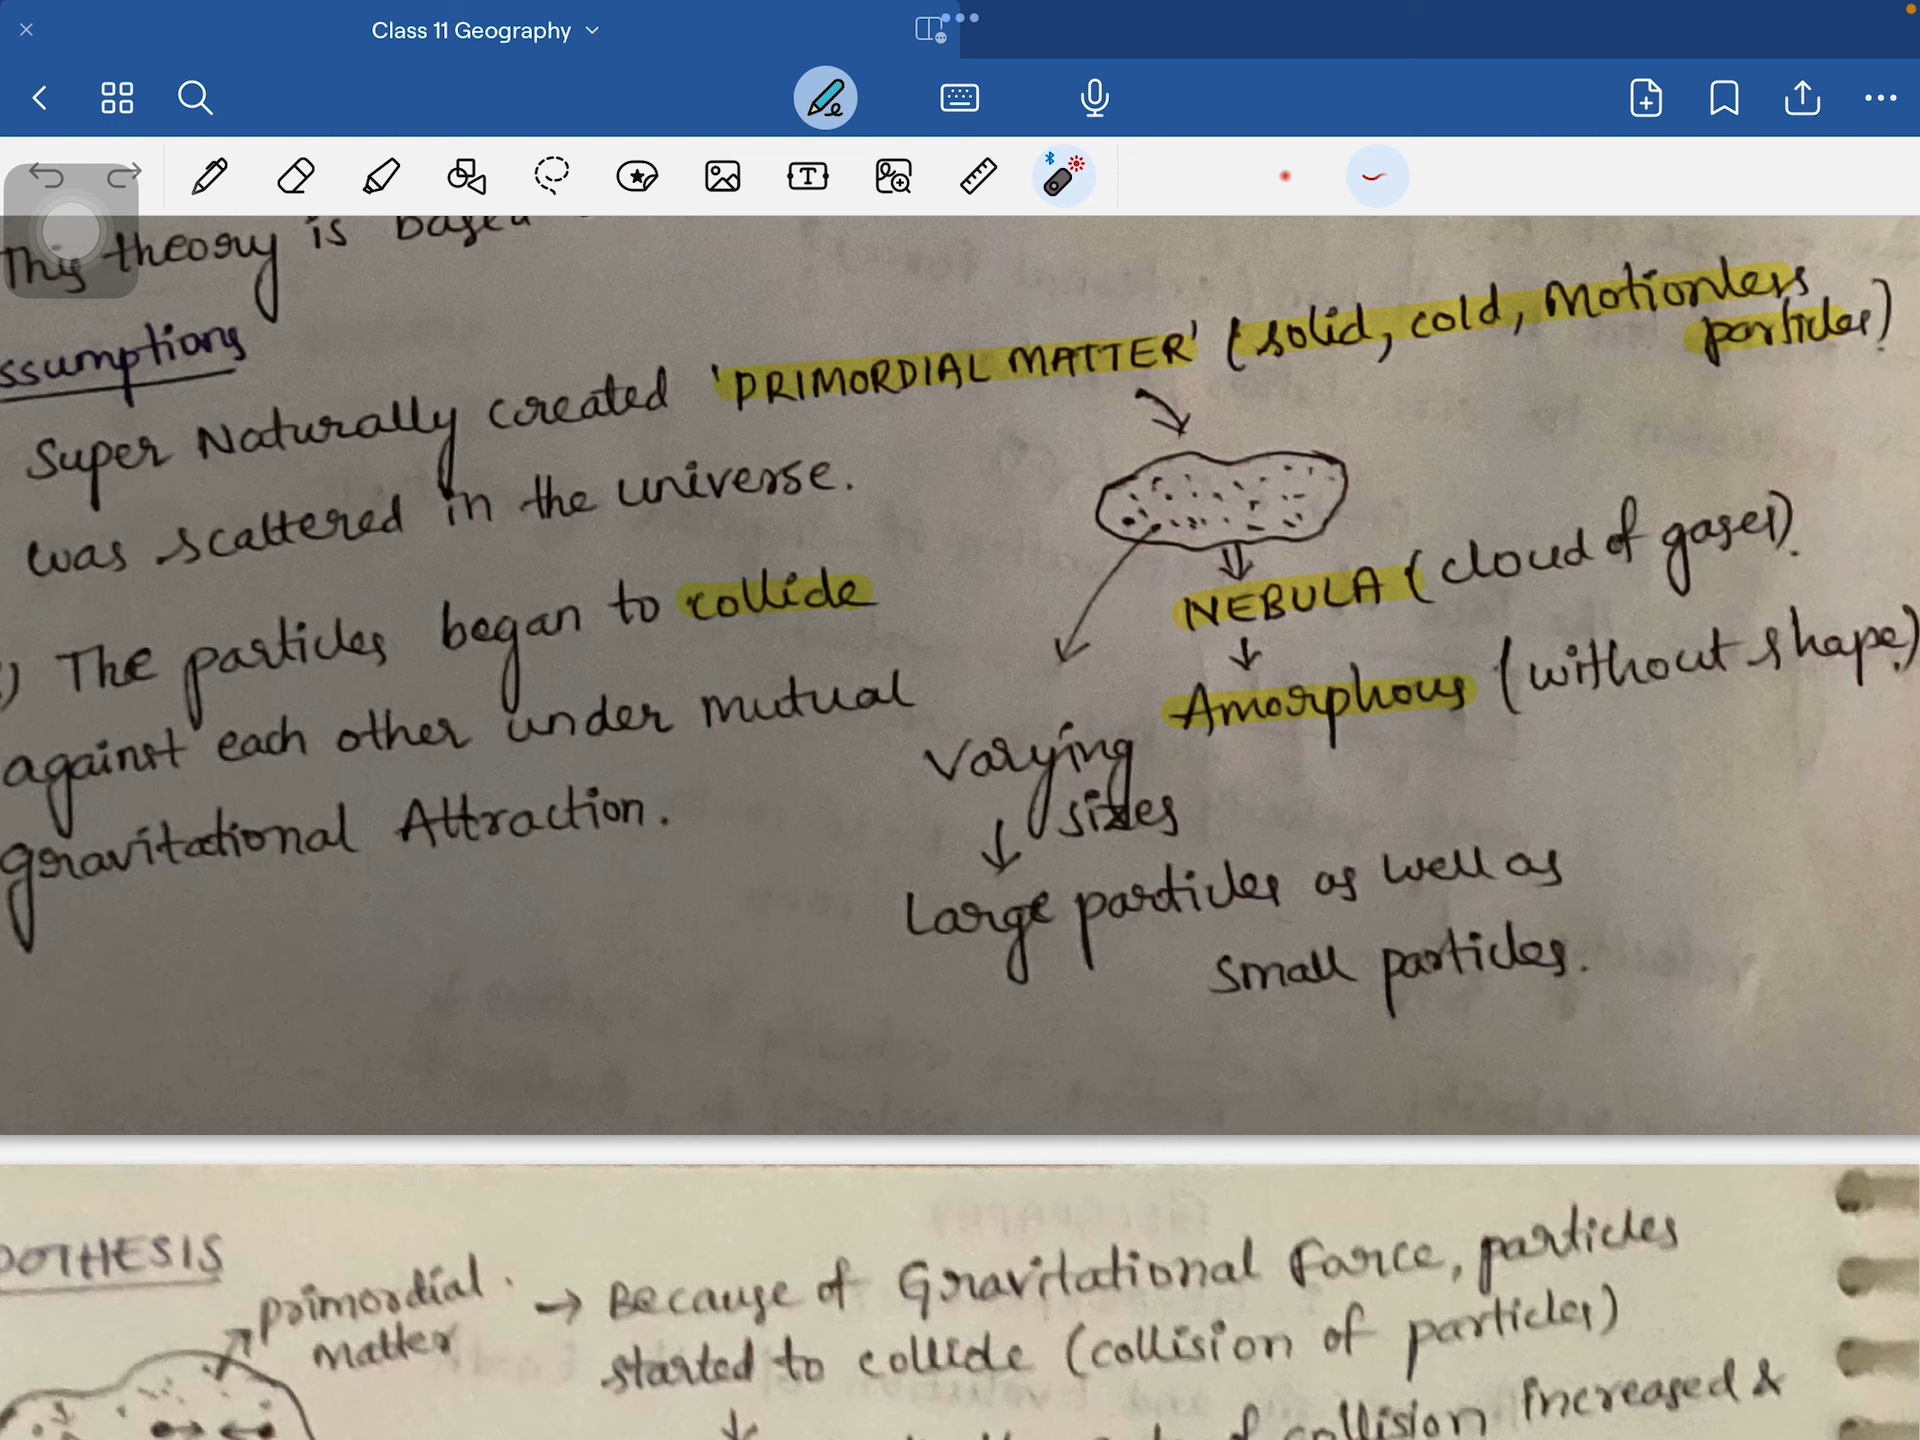 Class 11 Geography
This theory is based
ssumptions
Super Naturally created 'PRIMORDIAL MATTER' (solid, cold, Motionless particles)
was scattered in the universe.
) The particles began to collide
against each other under mutual
gravitational Attraction.
NEBULA (cloud of gases).
Amorphous (without shape)
Varying
sizes
Large particles as well as
small particles.
POTHESIS
primordial
matter
→ Because of Gravitational Force, particles
started to collide (collision of particles)
of collision increased &